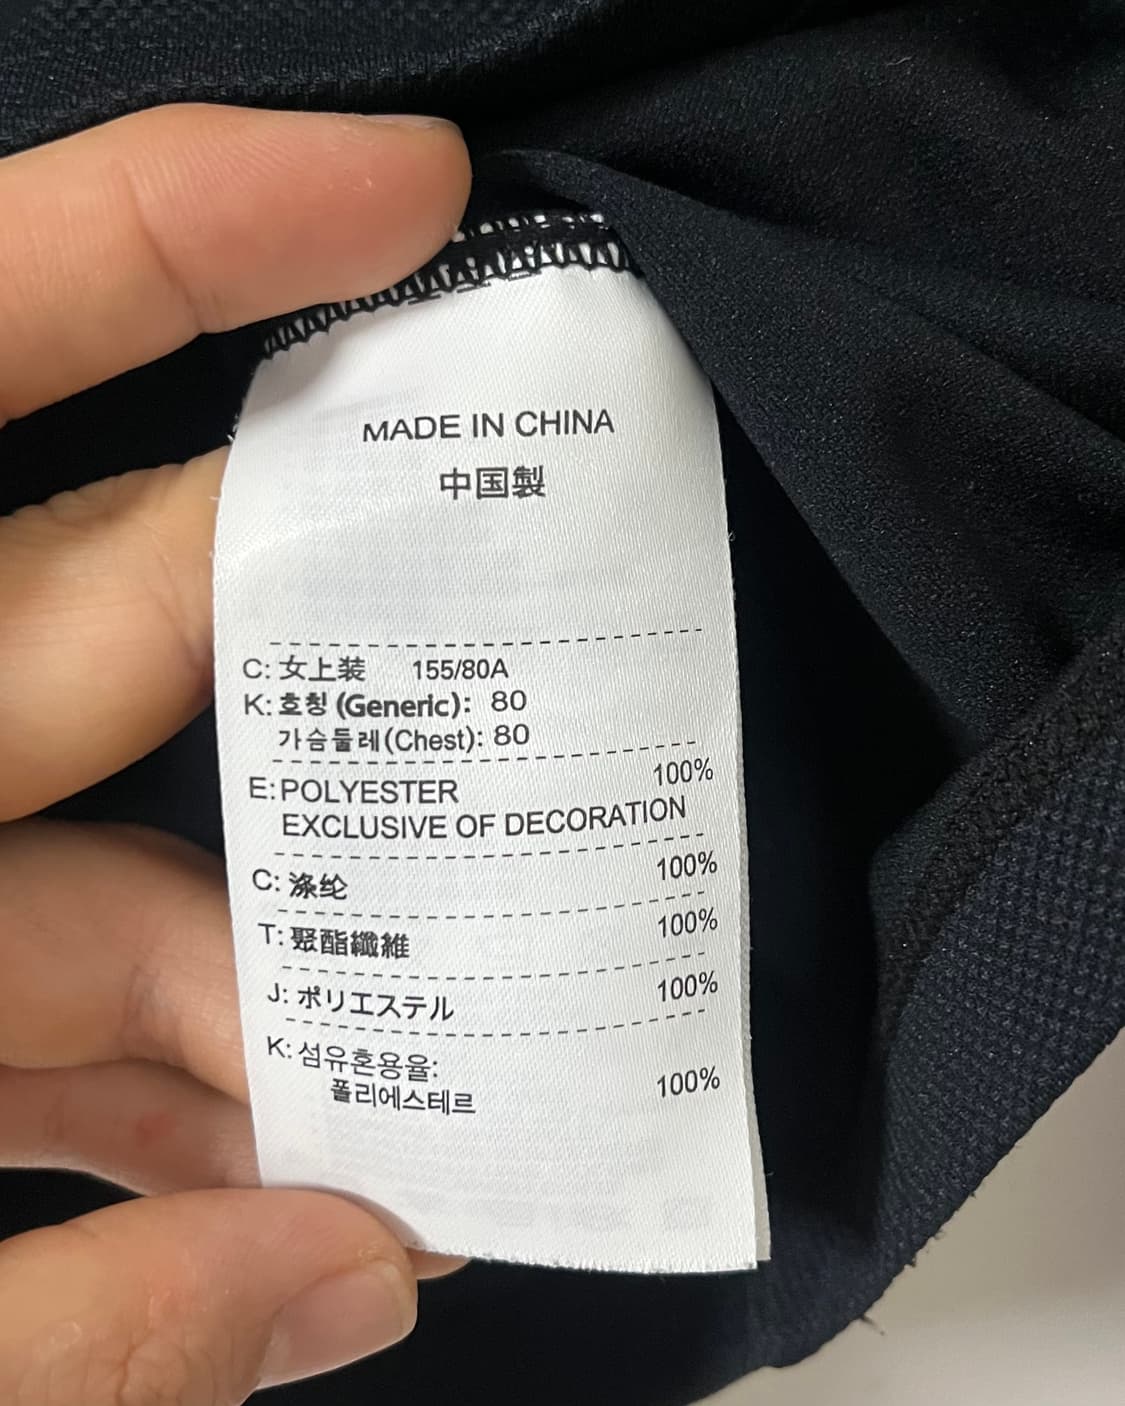 MADE IN CHINA
中国製
C: 女上装 155/80A
K: 호칭 (Generic): 80
가슴둘레(Chest): 80
E: POLYESTER 100%
EXCLUSIVE OF DECORATION
C: 涤纶 100%
T: 聚酯纖維 100%
J: ポリエステル 100%
K: 섬유혼용율:
폴리에스테르 100%